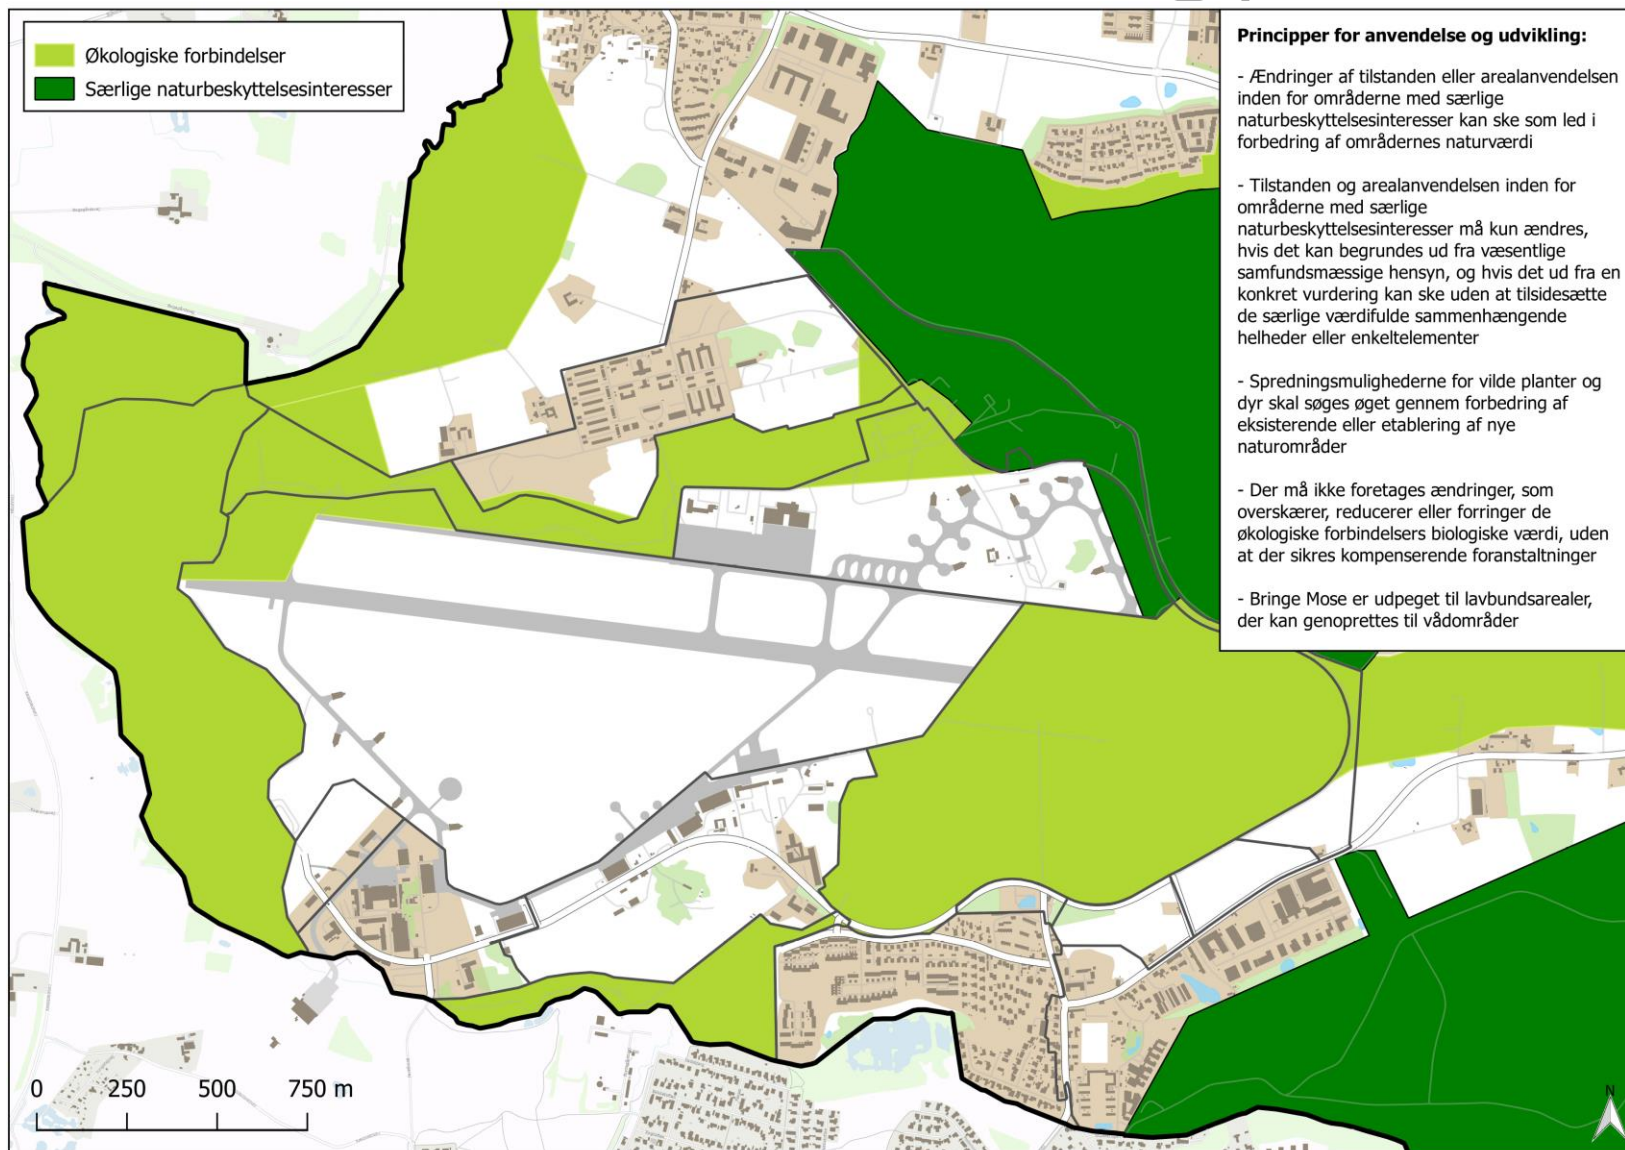 Økologiske forbindelser
Særlige naturbeskyttelsesinteresser
Principper for anvendelse og udvikling:
- Ændringer af tilstanden eller arealanvendelsen
inden for områderne med særlige
naturbeskyttelsesinteresser kan ske som led i
forbedring af områdernes naturværdi
- Tilstanden og arealanvendelsen inden for
områderne med særlige
naturbeskyttelsesinteresser må kun ændres,
hvis det kan begrundes ud fra væsentlige
samfundsmæssige hensyn, og hvis det ud fra en
konkret vurdering kan ske uden at tilsidesætte
de særlige værdifulde sammenhængende
helheder eller enkeltelementer
- Spredningsmulighederne for vilde planter og
dyr skal søges øget gennem forbedring af
eksisterende eller etablering af nye
naturområder
- Der må ikke foretages ændringer, som
overskærer, reducerer eller forringer de
økologiske forbindelsers biologiske værdi, uden
at der sikres kompenserende foranstaltninger
- Bringe Mose er udpeget til lavbundsarealer,
der kan genoprettes til vådområder
0 250 500 750 m
N